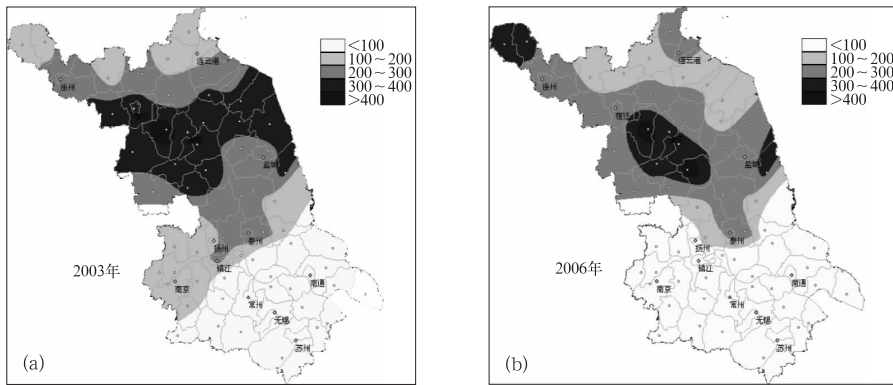 <100
100~200
200~300
300~400
>400
连云港
徐州
盐城
扬州
泰州
镇江
2003年
南京
南通
常州
无锡
苏州
(a)
<100
100~200
200~300
300~400
>400
连云港
徐州
宿迁
盐城
扬州
泰州
镇江
2006年
南京
南通
常州
无锡
苏州
(b)